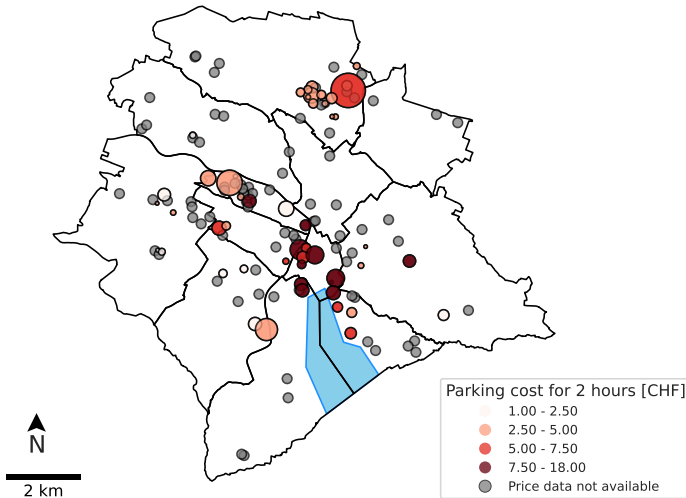 Parking cost for 2 hours [CHF]
1.00 - 2.50
2.50 - 5.00
5.00 - 7.50
7.50 - 18.00
Price data not available
N
2 km